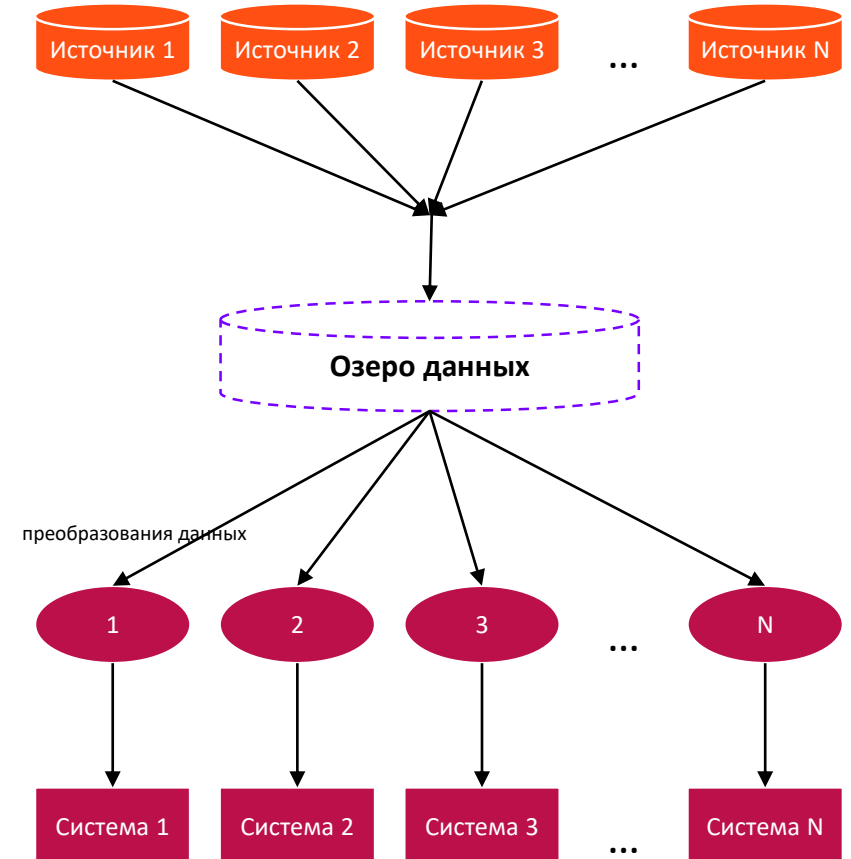 Источник 1 Источник 2 Источник 3 ... Источник N
Озеро данных
преобразования данных
1 2 3 ... N
Система 1 Система 2 Система 3 ... Система N